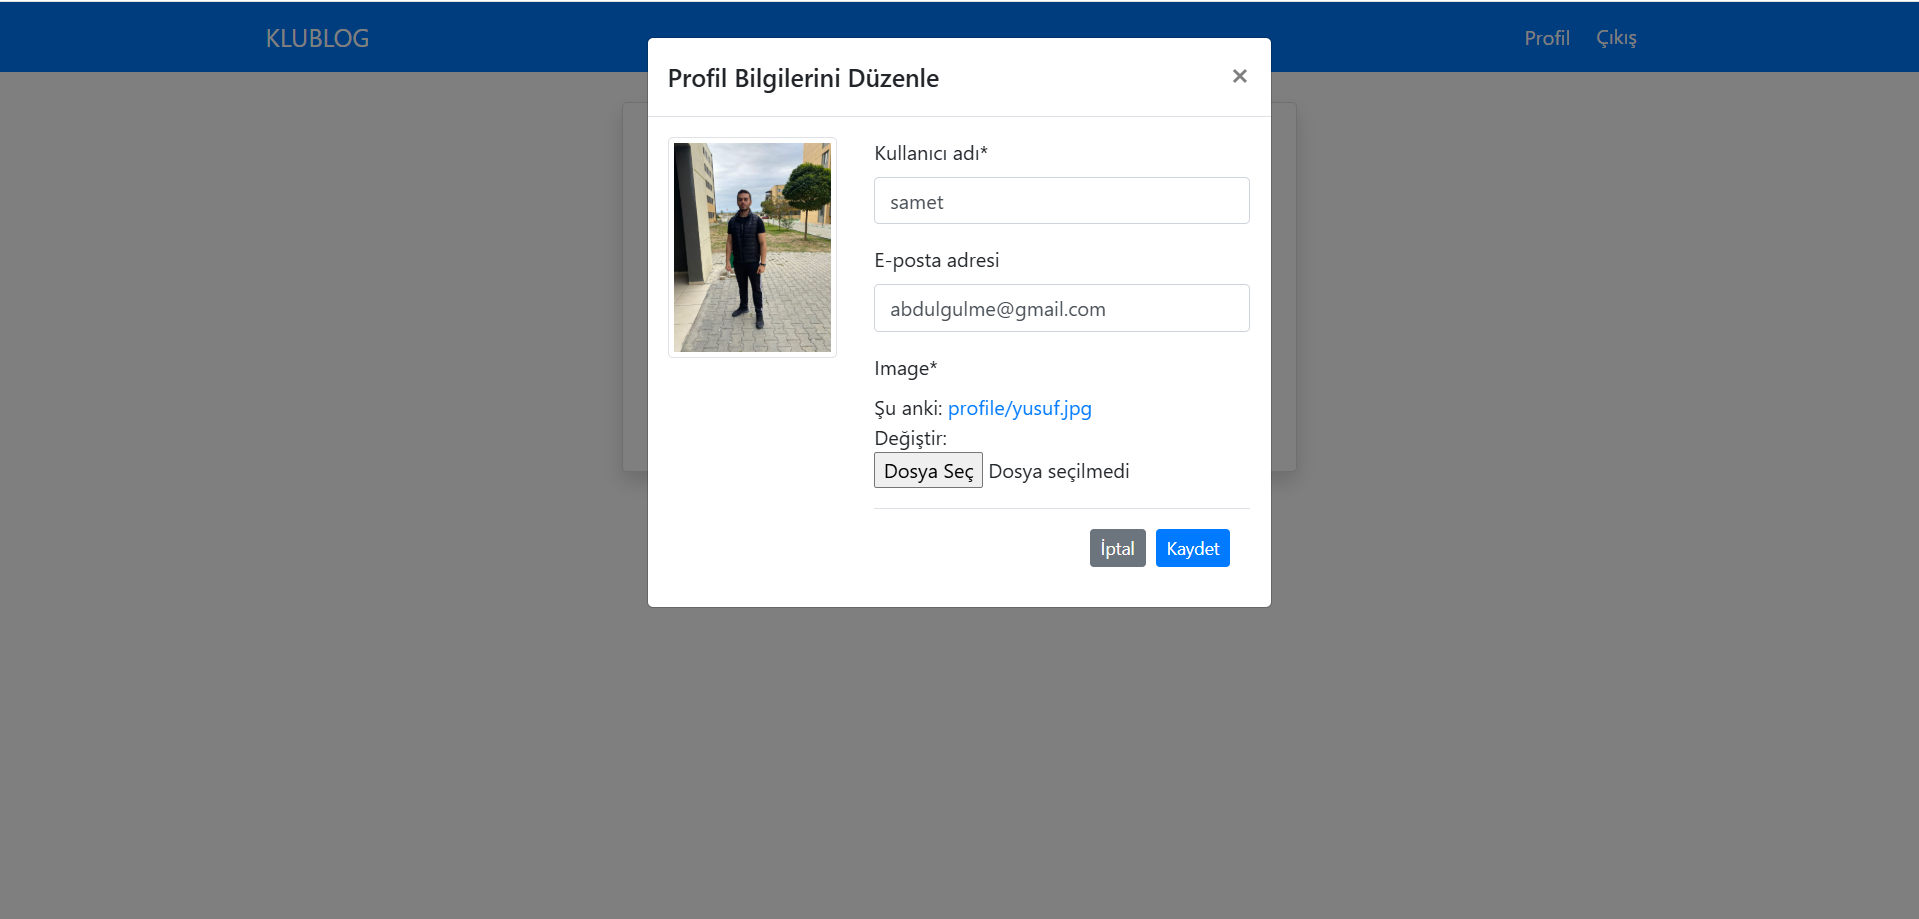 KLUBLOG
Profil Çıkış
Profil Bilgilerini Düzenle
×
Kullanıcı adı*
samet
E-posta adresi
abdulgulme@gmail.com
Image*
Şu anki: profile/yusuf.jpg
Değiştir:
Dosya Seç Dosya seçilmedi
İptal Kaydet